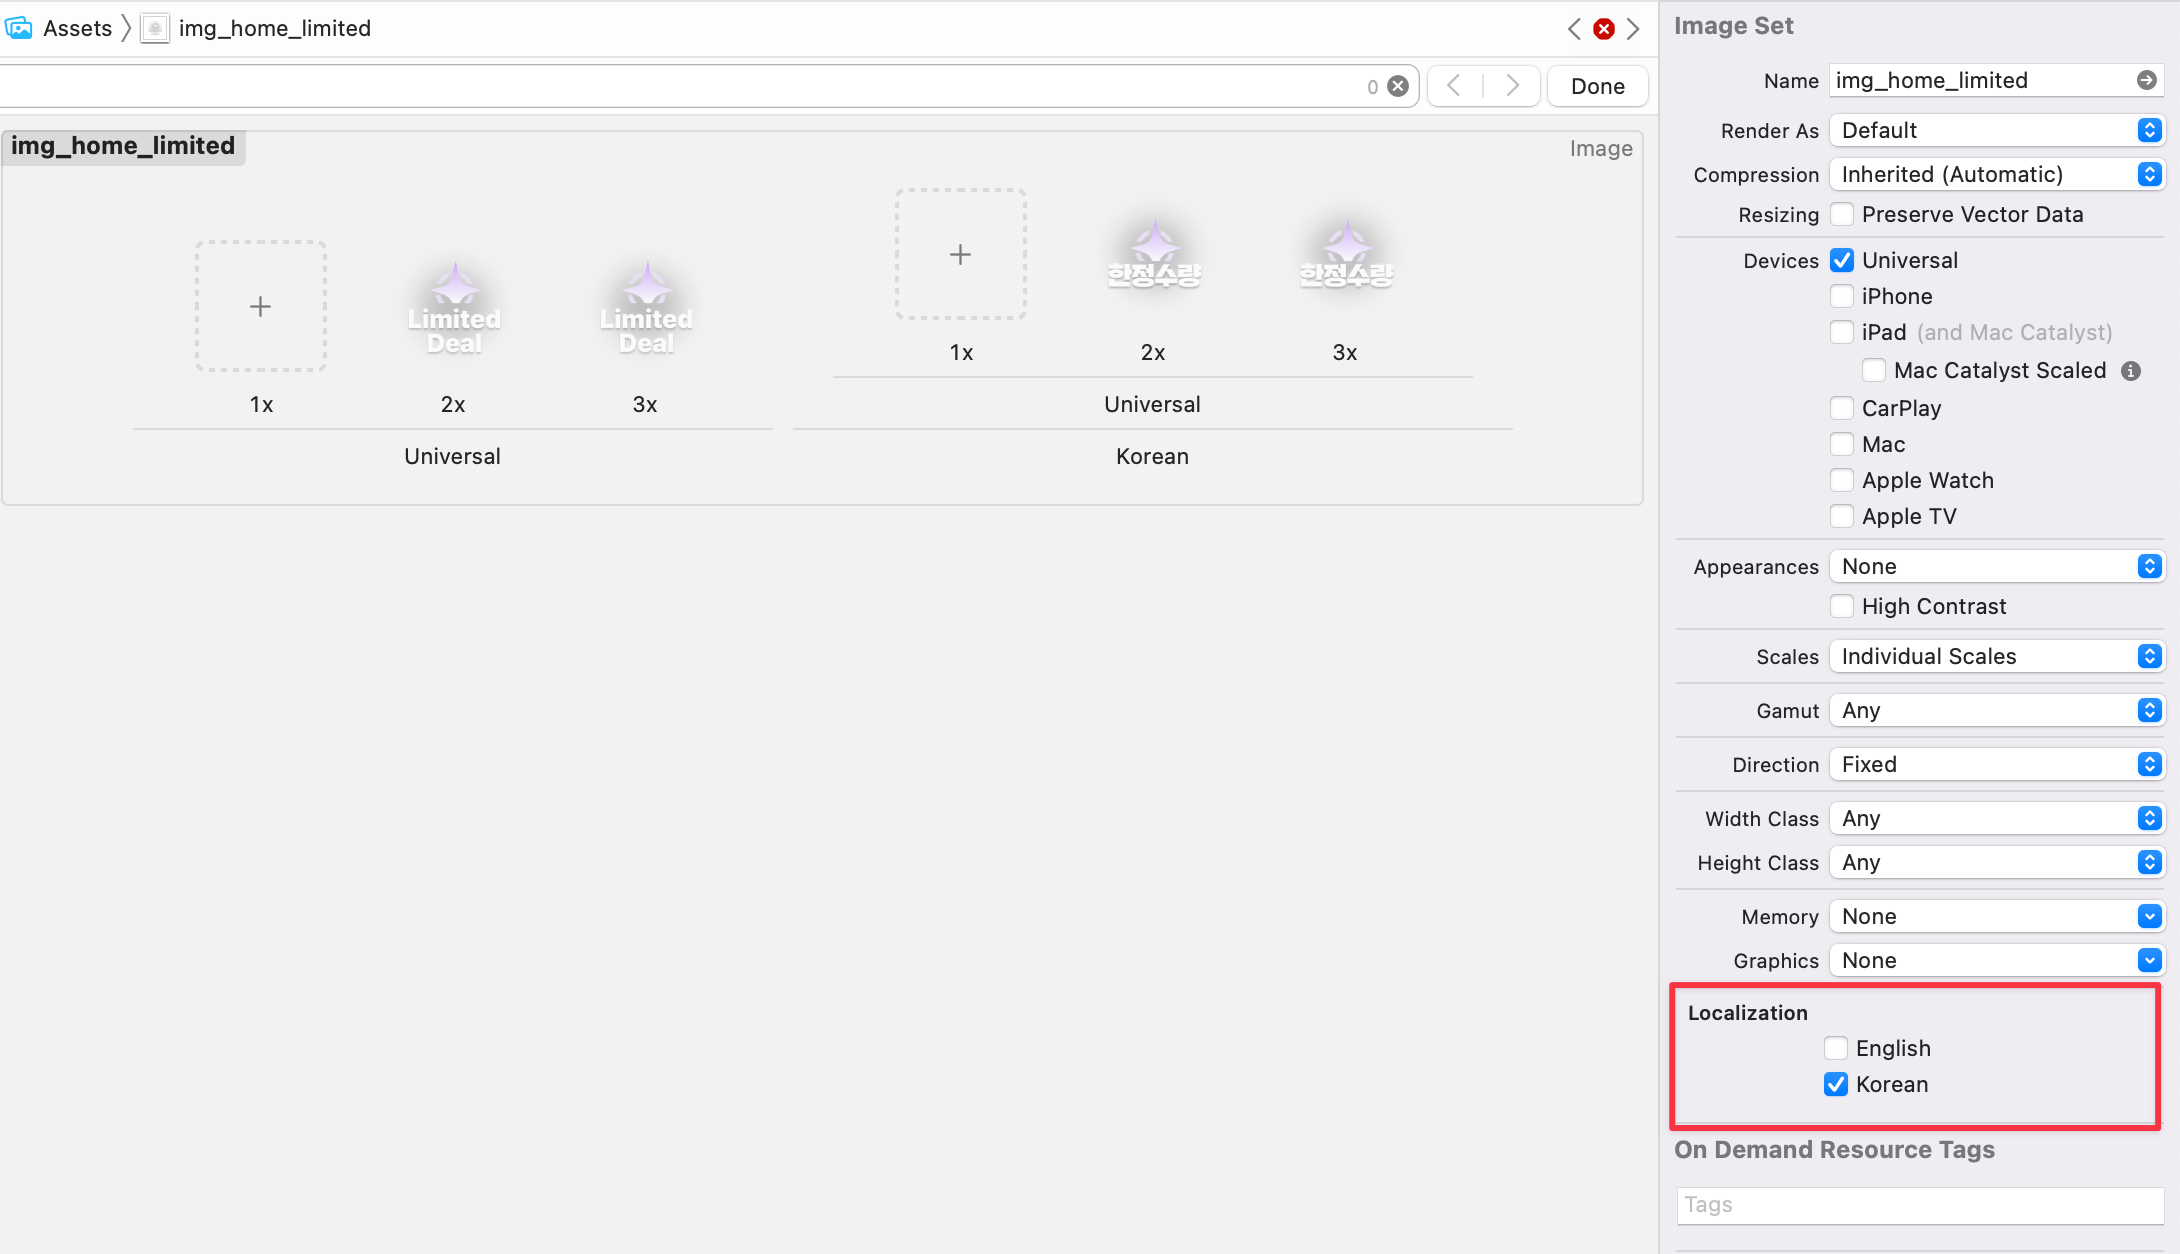 Assets
img_home_limited
0
Done
img_home_limited
Image
Limited
Deal
Limited
Deal
1x
2x
3x
Universal
한정수량
한정수량
1x
2x
3x
Universal
Korean
Image Set
Name img_home_limited
Render As Default
Compression Inherited (Automatic)
Resizing Preserve Vector Data
Devices Universal
iPhone
iPad (and Mac Catalyst)
Mac Catalyst Scaled
CarPlay
Mac
Apple Watch
Apple TV
Appearances None
High Contrast
Scales Individual Scales
Gamut Any
Direction Fixed
Width Class Any
Height Class Any
Memory None
Graphics None
Localization
English
Korean
On Demand Resource Tags
Tags